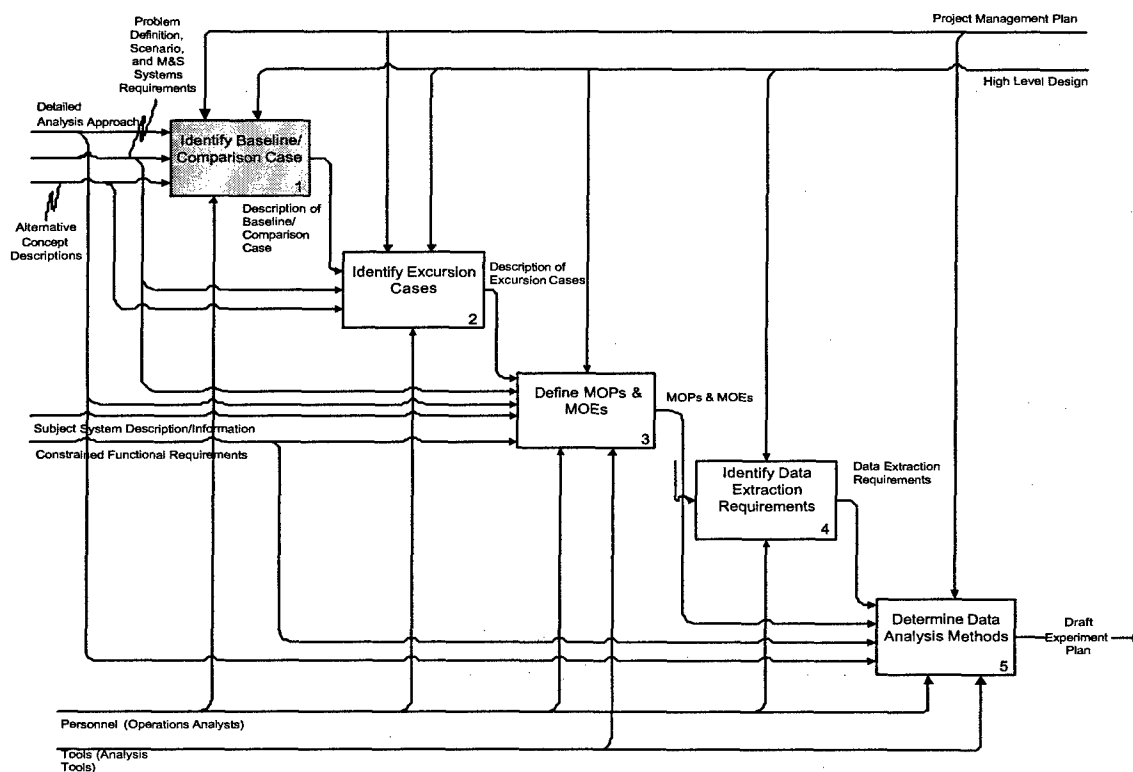 Problem
Definition,
Scenario,
and M&S
Systems
Requirements
Project Management Plan
High Level Design
Detailed
Analysis Approach
Identify Baseline/
Comparison Case
1
Alternative
Concept
Descriptions
Description of
Baseline/
Comparison
Case
Identify Excursion
Cases
2
Description of
Excursion Cases
Define MOPs &
MOEs
3
MOPs & MOEs
Subject System Description/Information
Constrained Functional Requirements
Identify Data
Extraction
Requirements
4
Data Extraction
Requirements
Determine Data
Analysis Methods
5
Draft
Experiment
Plan
Personnel (Operations Analysts)
Tools (Analysis
Tools)